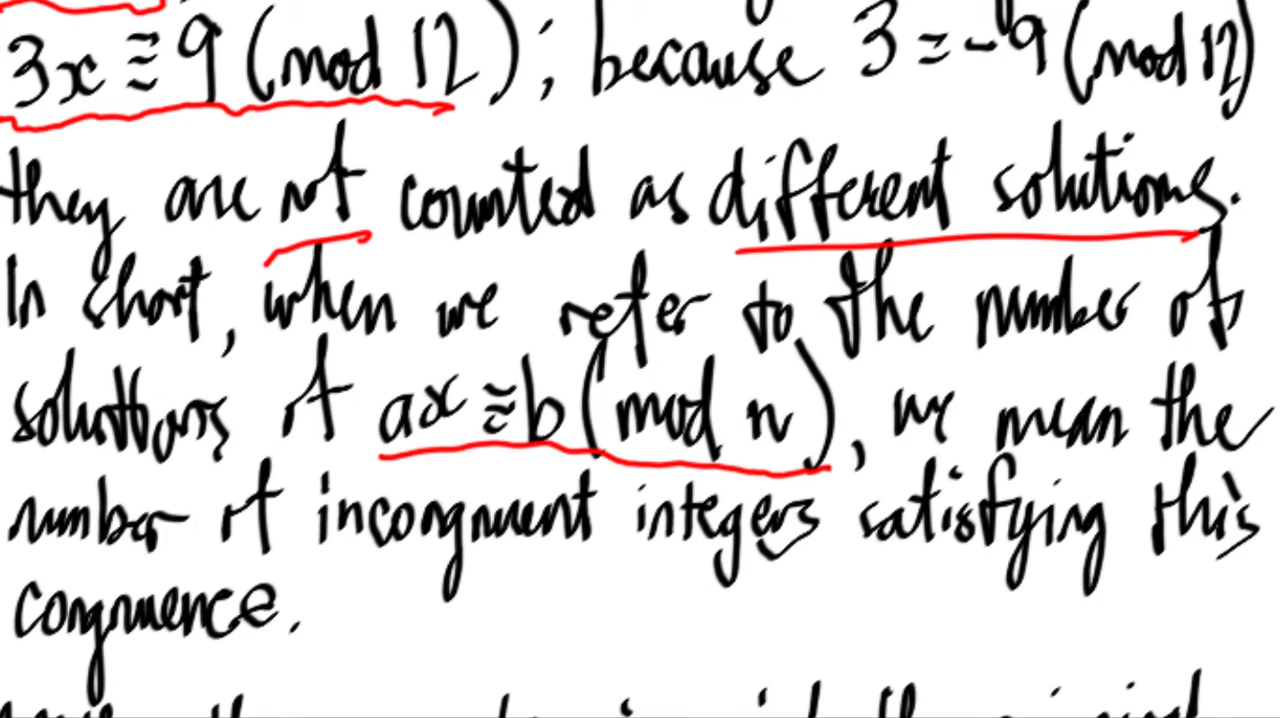 3x ≡ 9 (mod 12); because 3 ≡ -9 (mod 12)
they are not counted as different solutions.
In short, when we refer to the number of
solutions of ax ≡ b (mod n), we mean the
number of incongruent integers satisfying this
congruence.